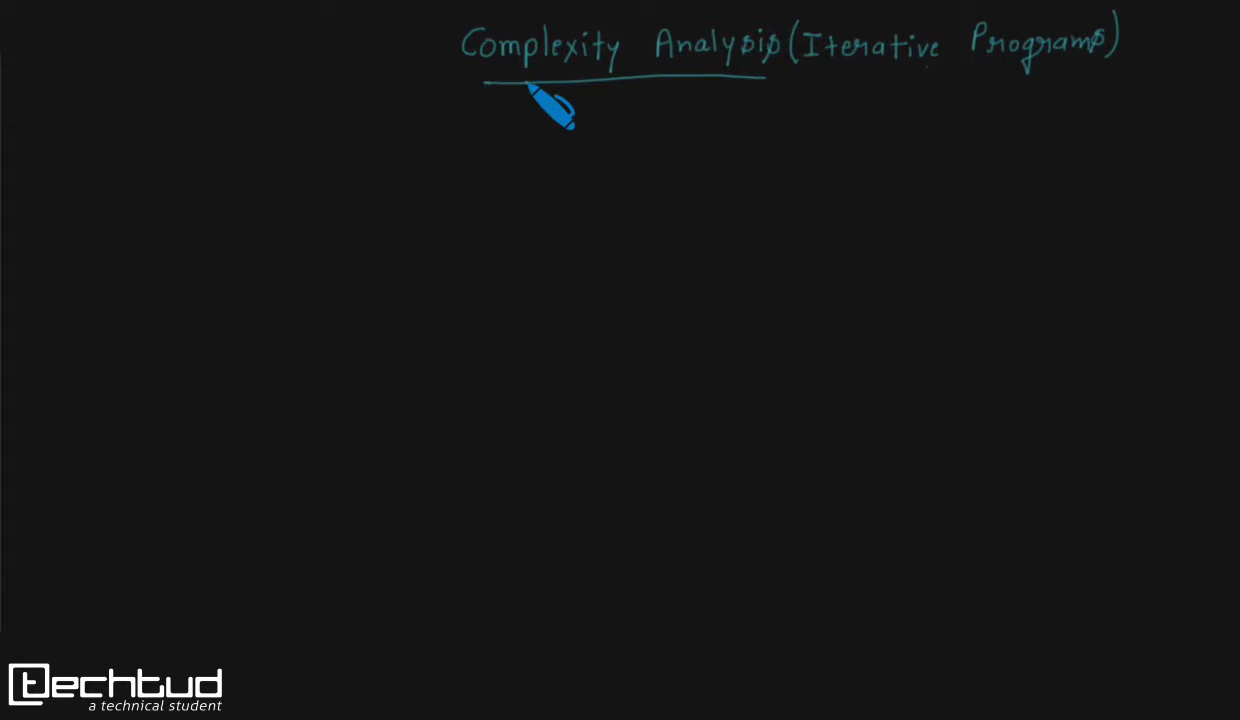 Complexity Analysis (Iterative Programs)
techtud
a technical student